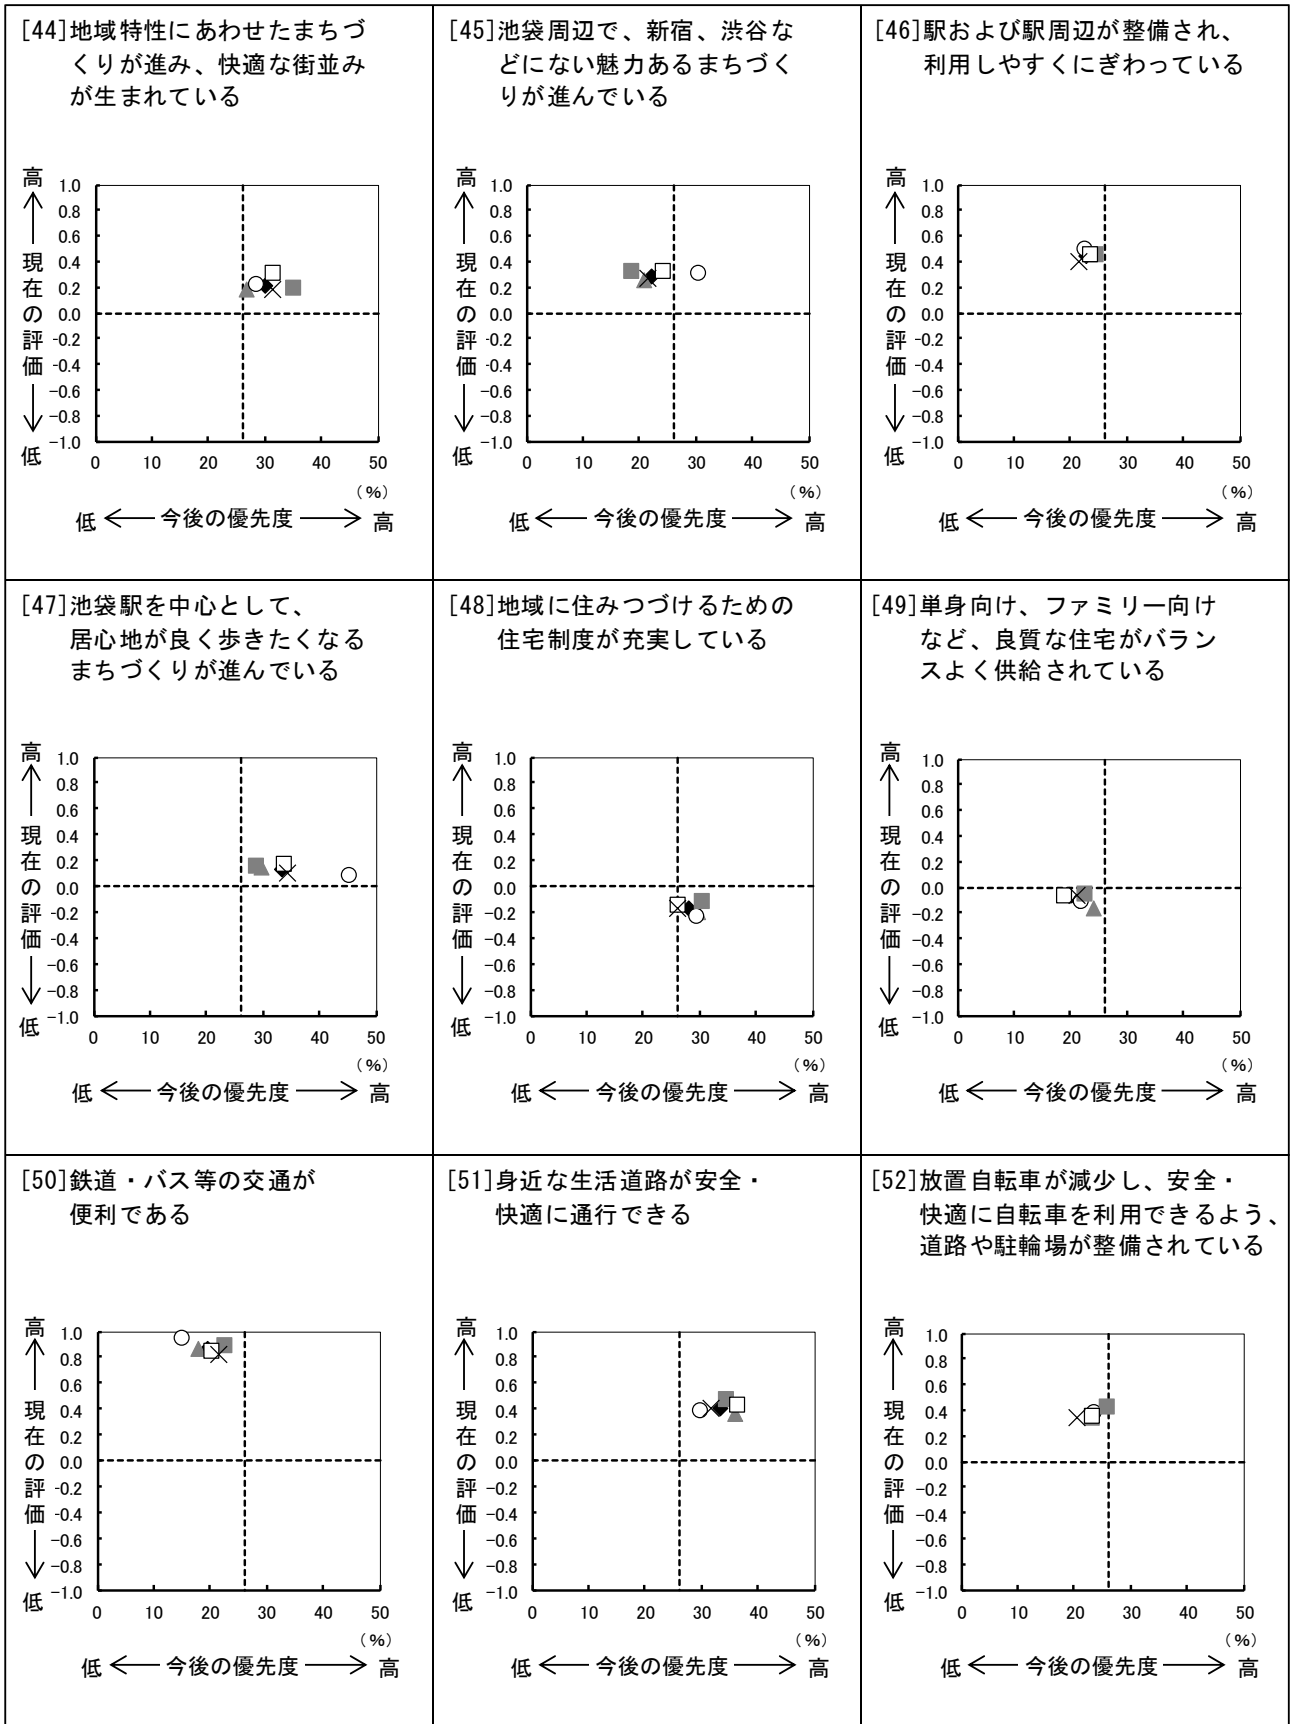 [44]地域特性にあわせたまちづ
くりが進み、快適な街並み
が生まれている
高
現在の評価
低
1.0
0.8
0.6
0.4
0.2
0.0
-0.2
-0.4
-0.6
-0.8
-1.0
0 10 20 30 40 50
(%)
低 今後の優先度 高
[45]池袋周辺で、新宿、渋谷な
どにない魅力あるまちづく
りが進んでいる
高
現在の評価
低
1.0
0.8
0.6
0.4
0.2
0.0
-0.2
-0.4
-0.6
-0.8
-1.0
0 10 20 30 40 50
(%)
低 今後の優先度 高
[46]駅および駅周辺が整備され、
利用しやすくにぎわっている
高
現在の評価
低
1.0
0.8
0.6
0.4
0.2
0.0
-0.2
-0.4
-0.6
-0.8
-1.0
0 10 20 30 40 50
(%)
低 今後の優先度 高
[47]池袋駅を中心として、
居心地が良く歩きたくなる
まちづくりが進んでいる
高
現在の評価
低
1.0
0.8
0.6
0.4
0.2
0.0
-0.2
-0.4
-0.6
-0.8
-1.0
0 10 20 30 40 50
(%)
低 今後の優先度 高
[48]地域に住みつづけるための
住宅制度が充実している
高
現在の評価
低
1.0
0.8
0.6
0.4
0.2
0.0
-0.2
-0.4
-0.6
-0.8
-1.0
0 10 20 30 40 50
(%)
低 今後の優先度 高
[49]単身向け、ファミリー向け
など、良質な住宅がバラン
スよく供給されている
高
現在の評価
低
1.0
0.8
0.6
0.4
0.2
0.0
-0.2
-0.4
-0.6
-0.8
-1.0
0 10 20 30 40 50
(%)
低 今後の優先度 高
[50]鉄道・バス等の交通が
便利である
高
現在の評価
低
1.0
0.8
0.6
0.4
0.2
0.0
-0.2
-0.4
-0.6
-0.8
-1.0
0 10 20 30 40 50
(%)
低 今後の優先度 高
[51]身近な生活道路が安全・
快適に通行できる
高
現在の評価
低
1.0
0.8
0.6
0.4
0.2
0.0
-0.2
-0.4
-0.6
-0.8
-1.0
0 10 20 30 40 50
(%)
低 今後の優先度 高
[52]放置自転車が減少し、安全・
快適に自転車を利用できるよう、
道路や駐輪場が整備されている
高
現在の評価
低
1.0
0.8
0.6
0.4
0.2
0.0
-0.2
-0.4
-0.6
-0.8
-1.0
0 10 20 30 40 50
(%)
低 今後の優先度 高